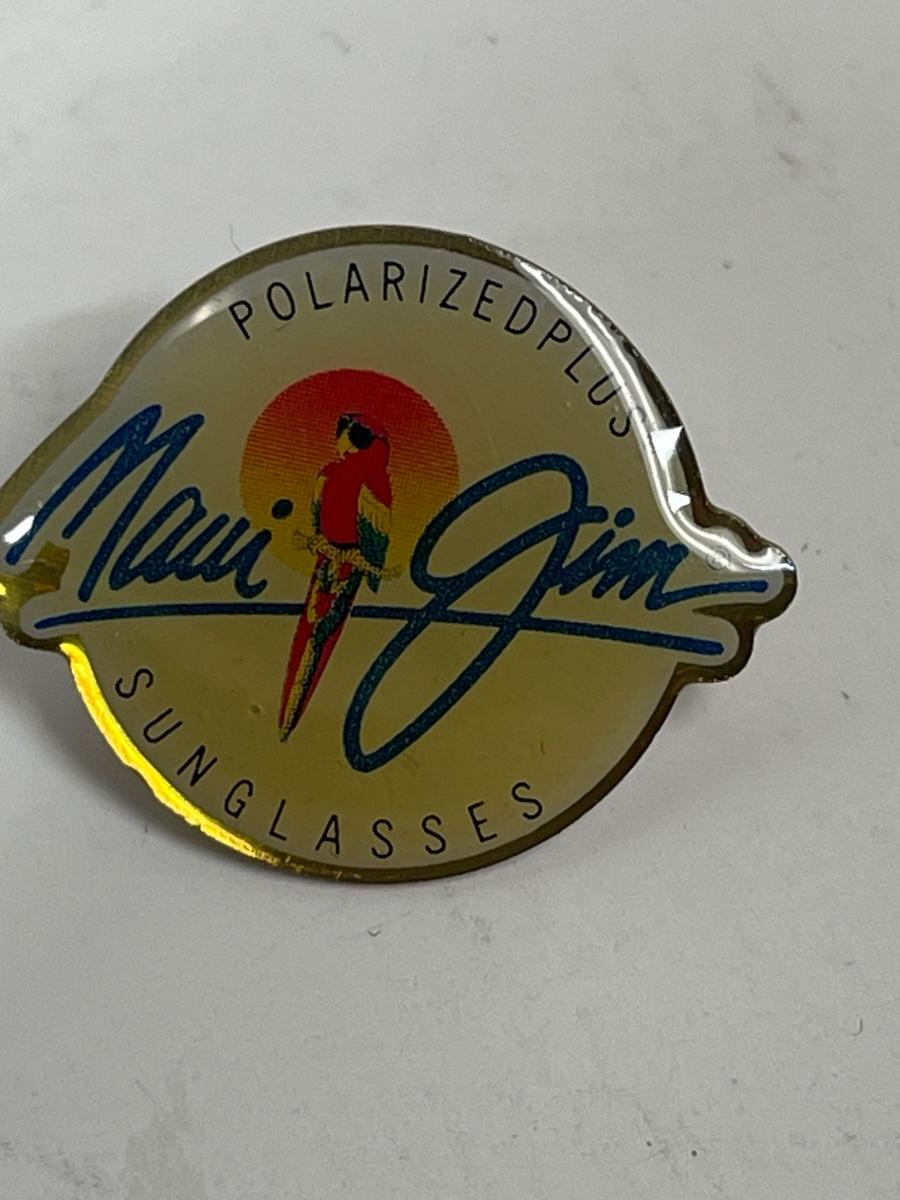 POLARIZEDPLUS
Maui Jim ®
SUNGLASSES